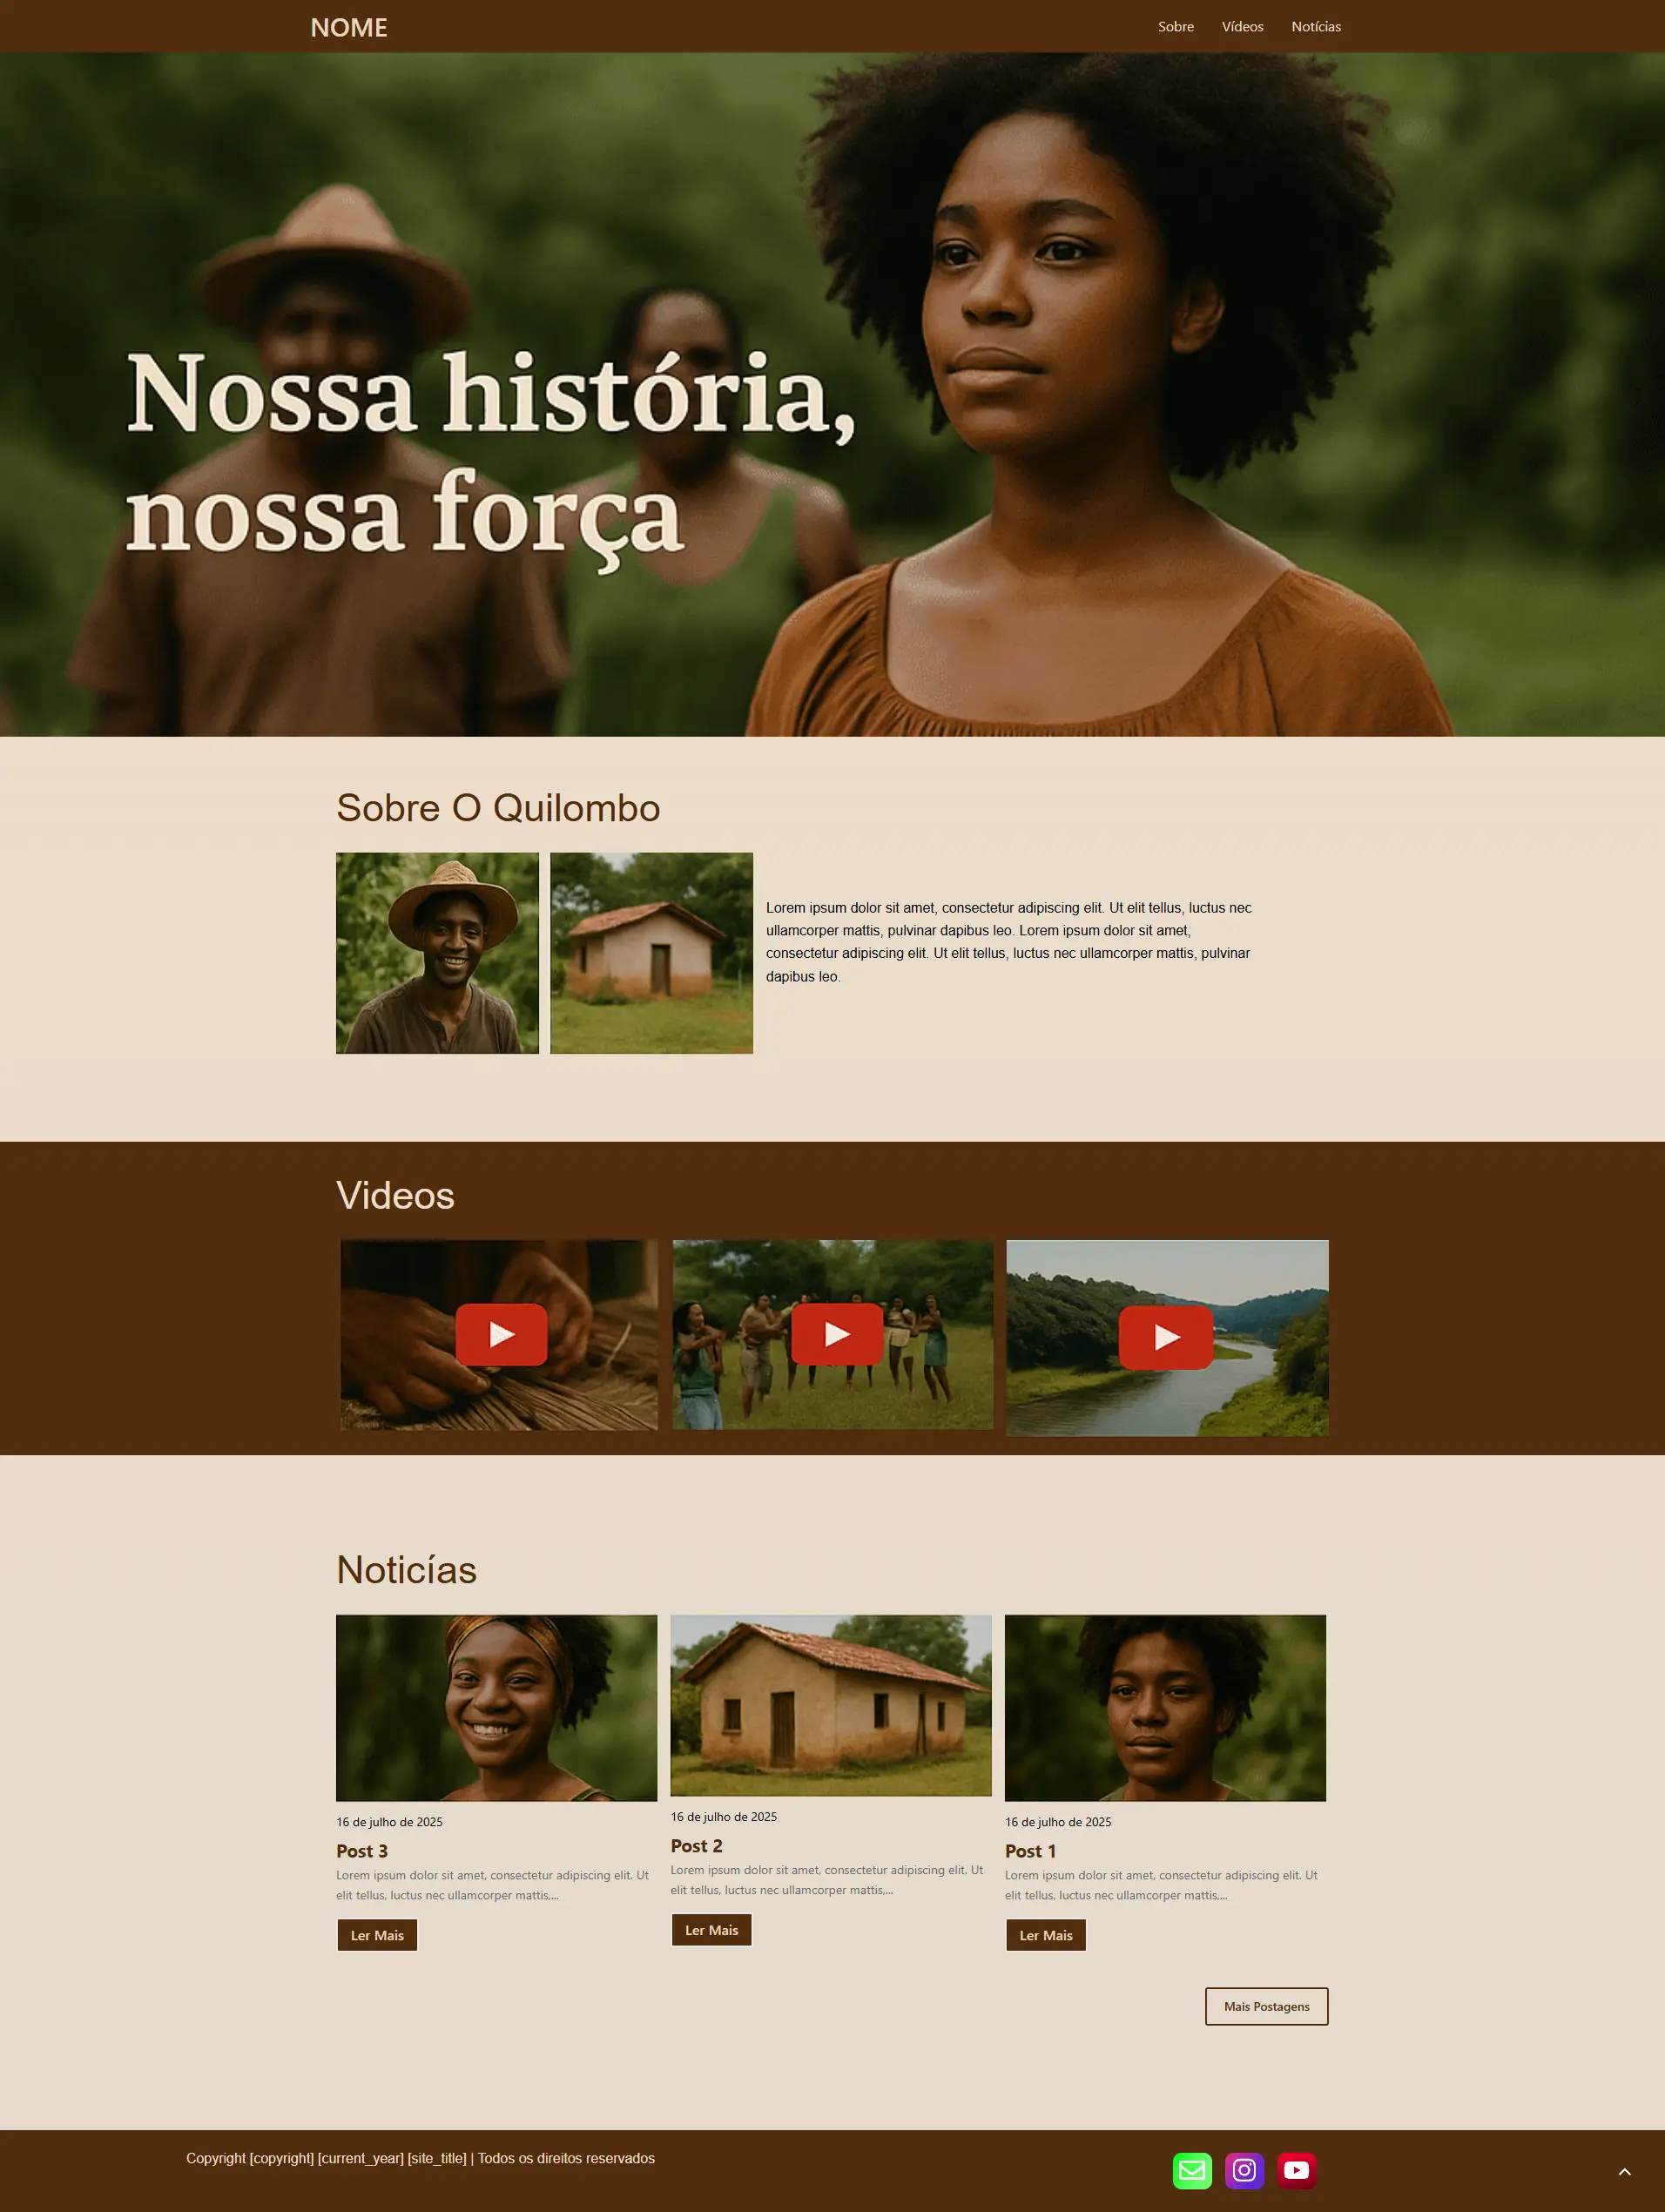 NOME
Sobre
Vídeos
Notícias
Nossa história,
nossa força
Sobre O Quilombo
Lorem ipsum dolor sit amet, consectetur adipiscing elit. Ut elit tellus, luctus nec
ullamcorper mattis, pulvinar dapibus leo. Lorem ipsum dolor sit amet,
consectetur adipiscing elit. Ut elit tellus, luctus nec ullamcorper mattis, pulvinar
dapibus leo.
Videos
Noticías
16 de julho de 2025
Post 3
Lorem ipsum dolor sit amet, consectetur adipiscing elit. Ut
elit tellus, luctus nec ullamcorper mattis,...
Ler Mais
16 de julho de 2025
Post 2
Lorem ipsum dolor sit amet, consectetur adipiscing elit. Ut
elit tellus, luctus nec ullamcorper mattis,...
Ler Mais
16 de julho de 2025
Post 1
Lorem ipsum dolor sit amet, consectetur adipiscing elit. Ut
elit tellus, luctus nec ullamcorper mattis,...
Ler Mais
Mais Postagens
Copyright [copyright] [current_year] [site_title] | Todos os direitos reservados